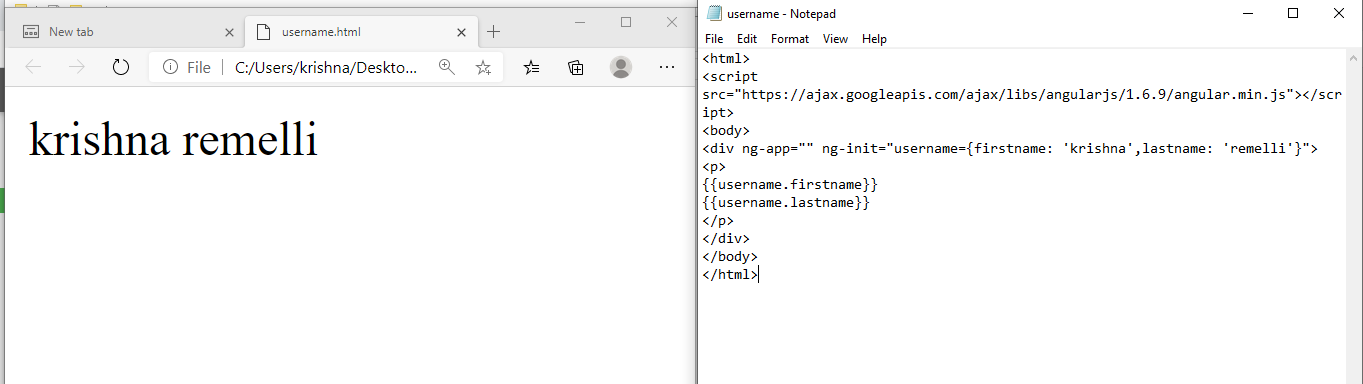 New tab
username.html
File
C:/Users/krishna/Deskto...
krishna remelli
username - Notepad
File Edit Format View Help
<html>
<script
src="https://ajax.googleapis.com/ajax/libs/angularjs/1.6.9/angular.min.js"></scr
ipt>
<body>
<div ng-app="" ng-init="username={firstname: 'krishna',lastname: 'remelli'}">
<p>
{{username.firstname}}
{{username.lastname}}
</p>
</div>
</body>
</html>